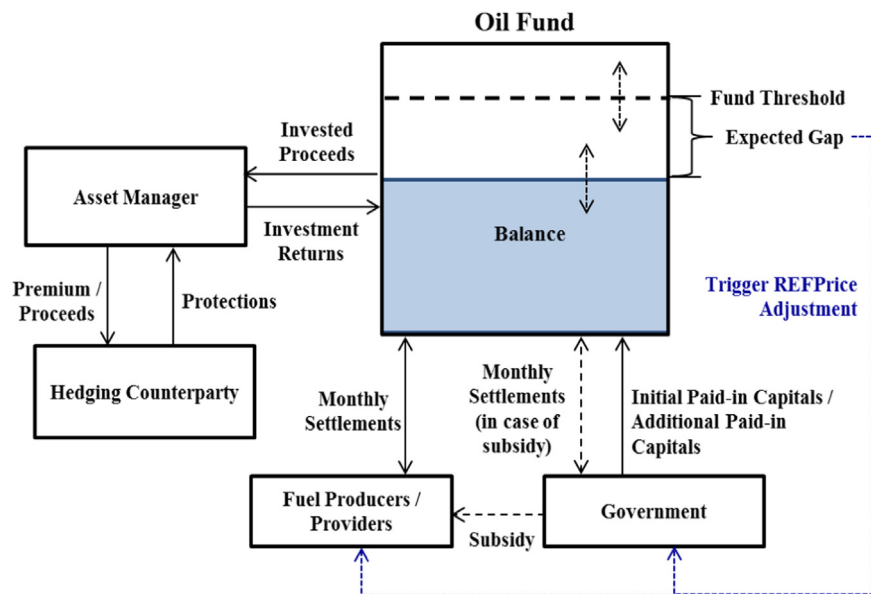 Oil Fund
Fund Threshold
Expected Gap
Invested
Proceeds
Asset Manager
Investment
Returns
Balance
Trigger REFPrice
Adjustment
Premium /
Proceeds
Protections
Hedging Counterparty
Monthly
Settlements
Monthly
Settlements
(in case of
subsidy)
Initial Paid-in Capitals /
Additional Paid-in
Capitals
Fuel Producers /
Providers
Subsidy
Government